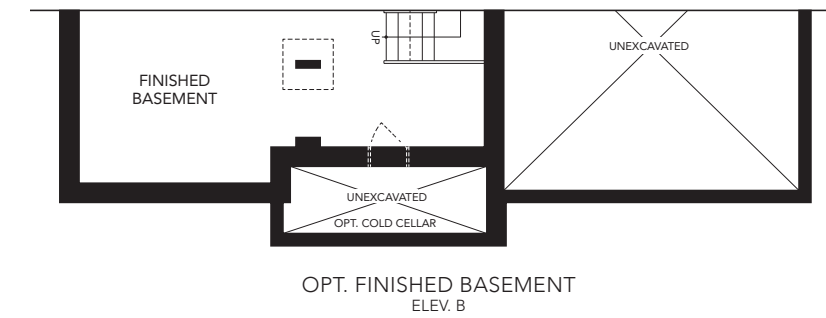 UP
UNEXCAVATED
FINISHED
BASEMENT
UNEXCAVATED
OPT. COLD CELLAR
OPT. FINISHED BASEMENT
ELEV. B